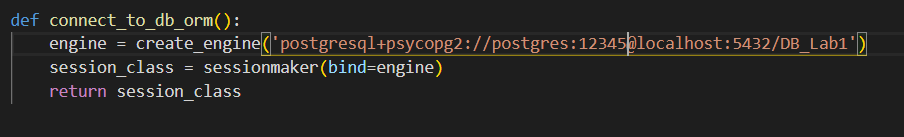 def connect_to_db_orm():
    engine = create_engine('postgresql+psycopg2://postgres:12345@localhost:5432/DB_Lab1')
    session_class = sessionmaker(bind=engine)
    return session_class